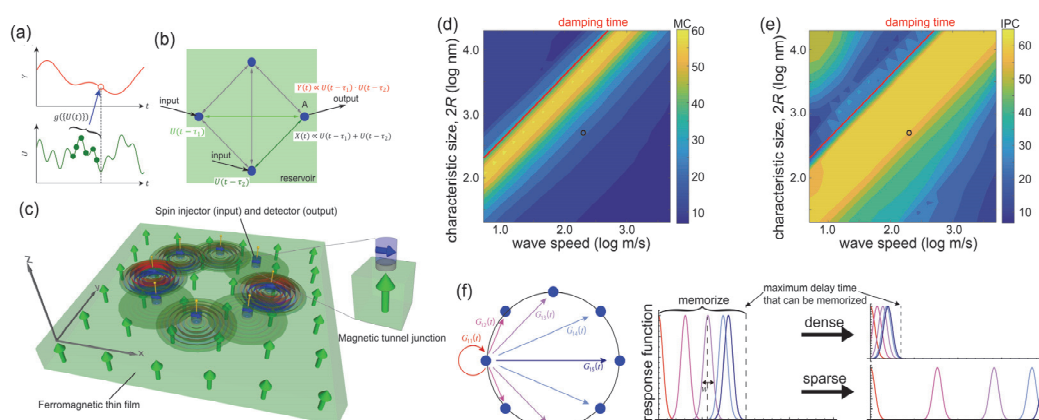 (a)
Y
t
g({U(t)})
U
t
(b)
input
U(t − τ₁)
input
U(t − τ₂)
A
Y(t) ∝ U(t − τ₁) · U(t − τ₂)
output
X(t) ∝ U(t − τ₁) + U(t − τ₂)
reservoir
(c)
Spin injector (input) and detector (output)
Z
Y
X
Magnetic tunnel junction
Ferromagnetic thin film
(d)
damping time
MC
characteristic size, 2R (log nm)
4.0
3.0
2.0
1.0
2.0
3.0
wave speed (log m/s)
60
50
40
30
20
10
(e)
damping time
IPC
characteristic size, 2R (log nm)
4.0
3.0
2.0
1.0
2.0
3.0
wave speed (log m/s)
60
50
40
30
20
10
(f)
G₁₁(t)
G₁₂(t)
G₁₃(t)
G₁₄(t)
G₁₅(t)
response function
memorize
w
maximum delay time
that can be memorized
dense
sparse